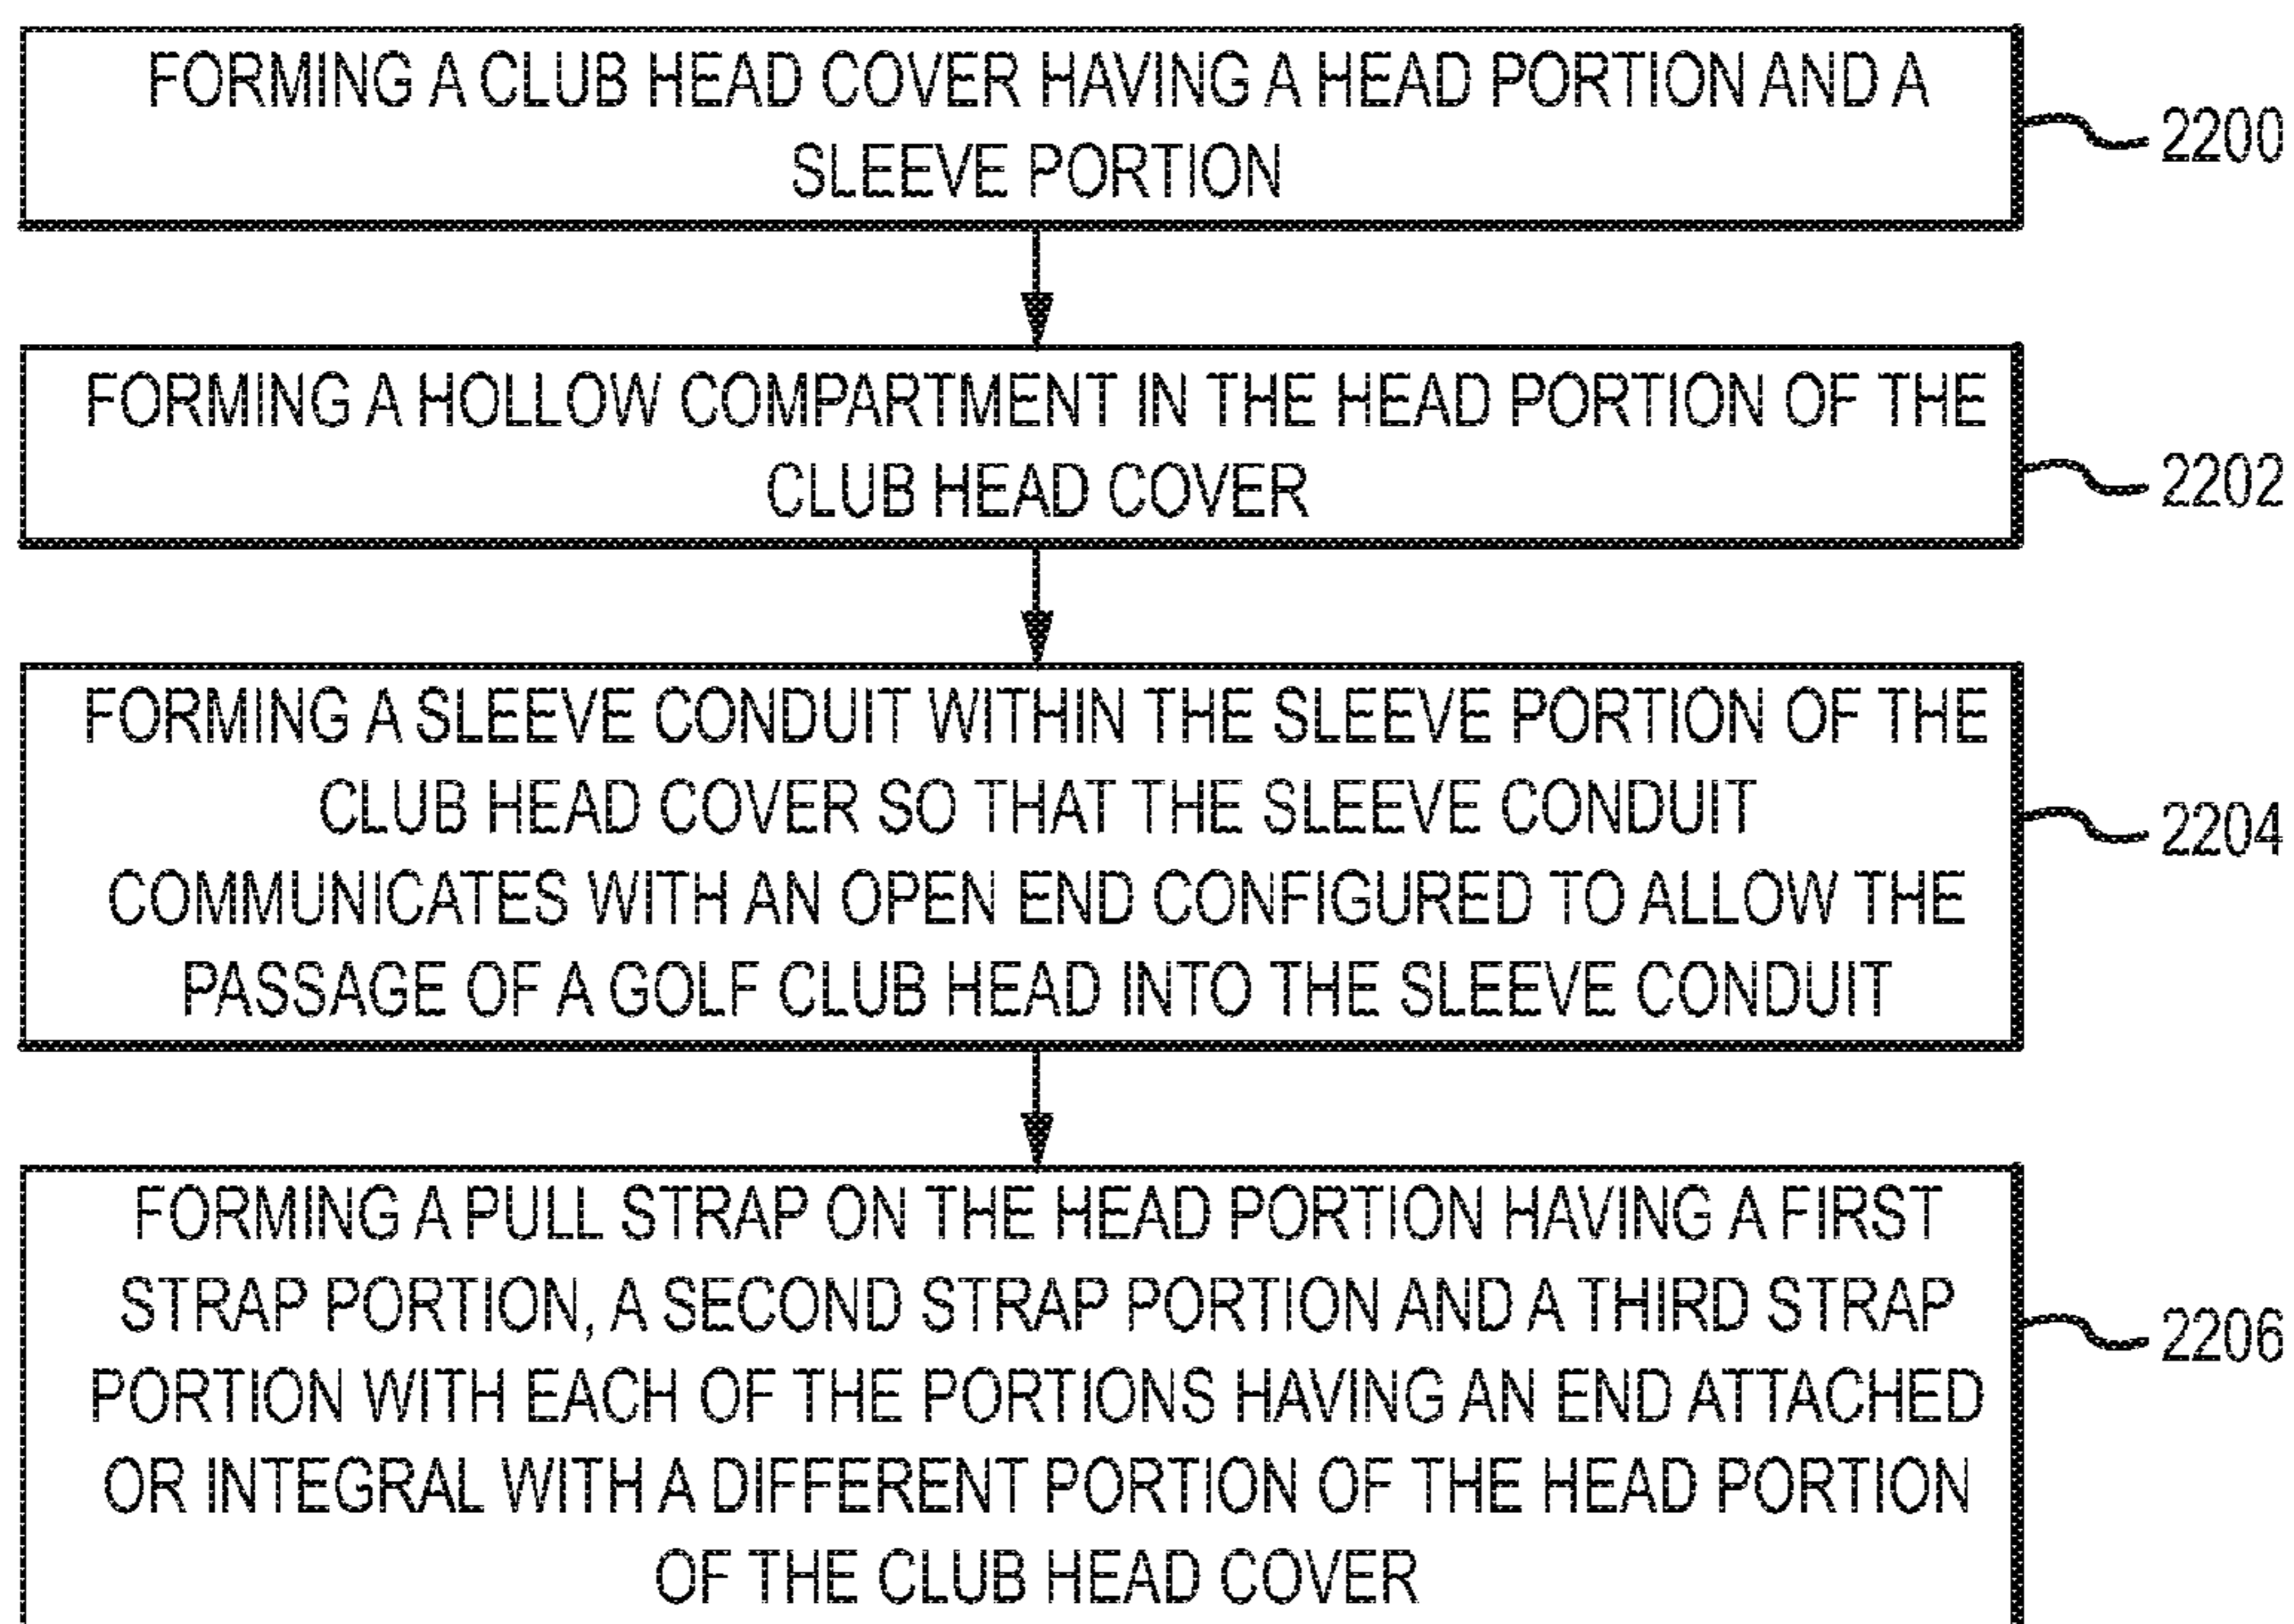 FORMING A CLUB HEAD COVER HAVING A HEAD PORTION AND A
SLEEVE PORTION
2200
FORMING A HOLLOW COMPARTMENT IN THE HEAD PORTION OF THE
CLUB HEAD COVER
2202
FORMING A SLEEVE CONDUIT WITHIN THE SLEEVE PORTION OF THE
CLUB HEAD COVER SO THAT THE SLEEVE CONDUIT
COMMUNICATES WITH AN OPEN END CONFIGURED TO ALLOW THE
PASSAGE OF A GOLF CLUB HEAD INTO THE SLEEVE CONDUIT
2204
FORMING A PULL STRAP ON THE HEAD PORTION HAVING A FIRST
STRAP PORTION, A SECOND STRAP PORTION AND A THIRD STRAP
PORTION WITH EACH OF THE PORTIONS HAVING AN END ATTACHED
OR INTEGRAL WITH A DIFFERENT PORTION OF THE HEAD PORTION
OF THE CLUB HEAD COVER
2206